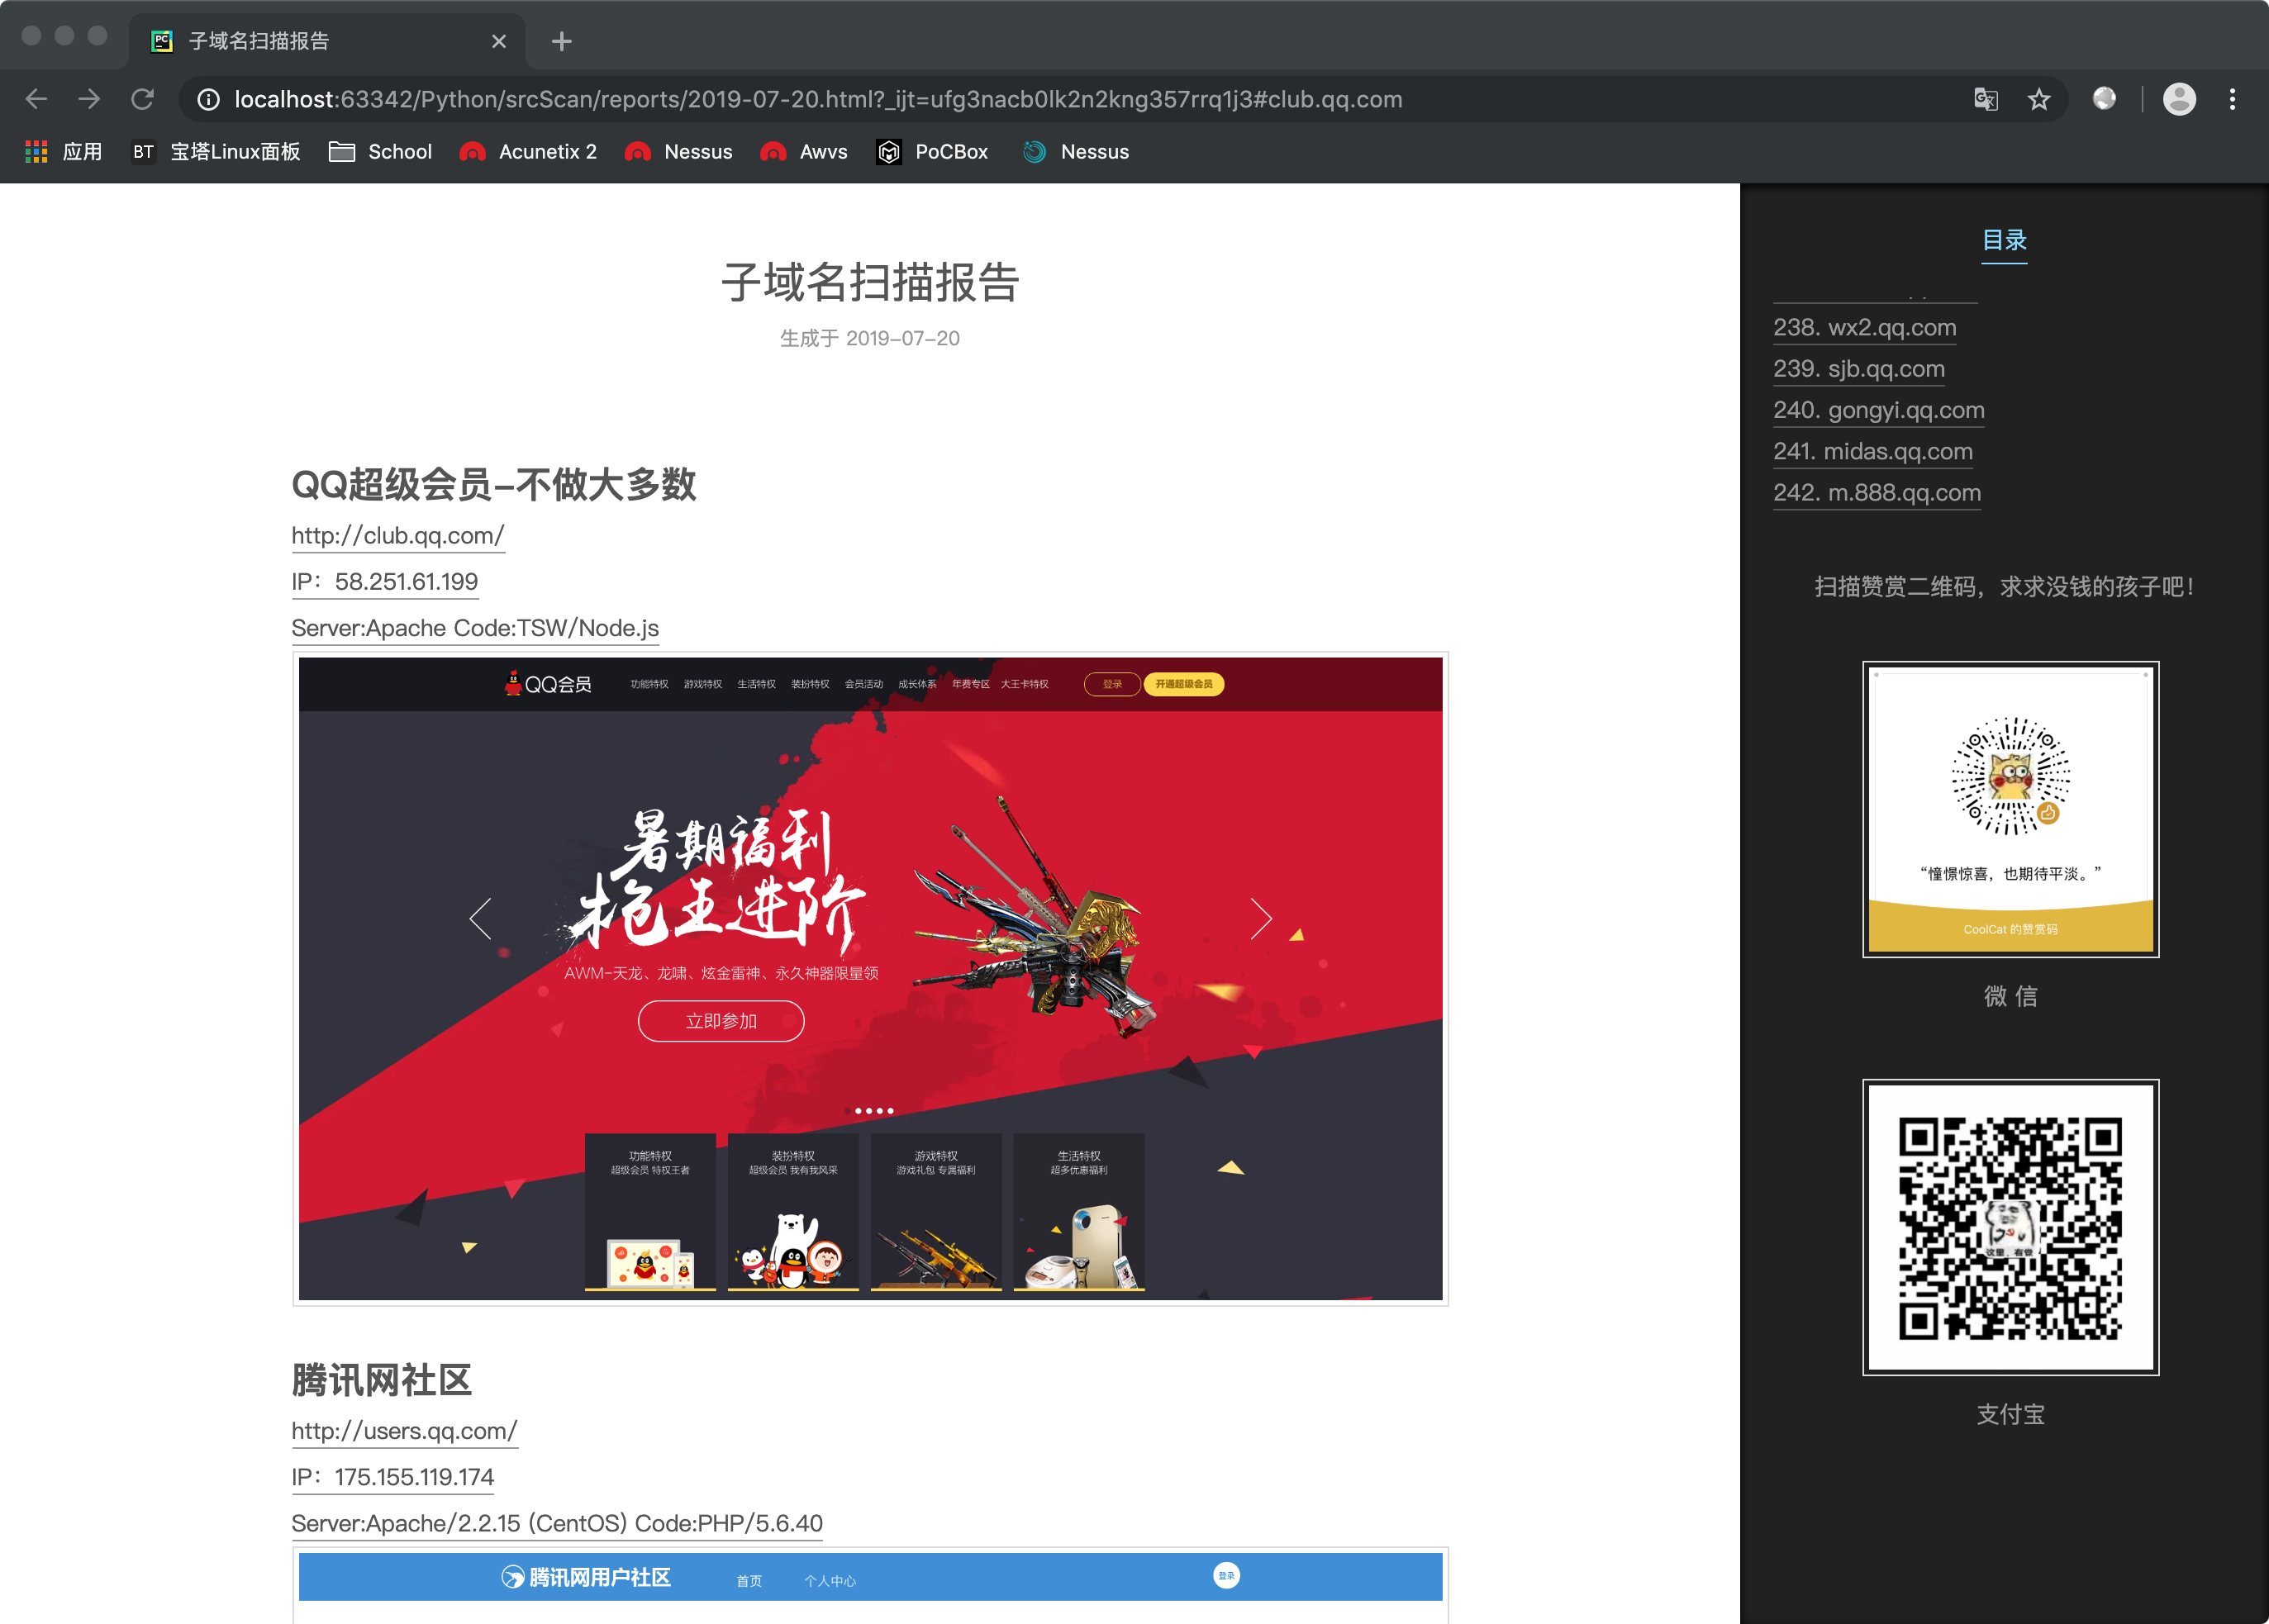 子域名扫描报告
localhost:63342/Python/srcScan/reports/2019-07-20.html?_ijt=ufg3nacb0lk2n2kng357rrq1j3#club.qq.com
应用 BT 宝塔Linux面板 School Acunetix 2 Nessus Awvs PoCBox Nessus
子域名扫描报告
生成于 2019-07-20
QQ超级会员-不做大多数
http://club.qq.com/
IP：58.251.61.199
Server:Apache Code:TSW/Node.js
QQ会员 功能特权 游戏特权 生活特权 装扮特权 会员活动 成长体系 年费专区 大王卡特权 登录 开通超级会员
暑期福利
枪王进阶
AWM-天龙、龙啸、炫金雷神、永久神器限量领
立即参加
功能特权 装扮特权 游戏特权 生活特权
超级会员 特权王者 超级会员 我有我风采 游戏礼包 专属福利 超多优惠福利
腾讯网社区
http://users.qq.com/
IP：175.155.119.174
Server:Apache/2.2.15 (CentOS) Code:PHP/5.6.40
腾讯网用户社区 首页 个人中心 登录
目录
238. wx2.qq.com
239. sjb.qq.com
240. gongyi.qq.com
241. midas.qq.com
242. m.888.qq.com
扫描赞赏二维码，求求没钱的孩子吧！
“憧憬惊喜，也期待平淡。”
CoolCat 的赞赏码
微 信
支付宝